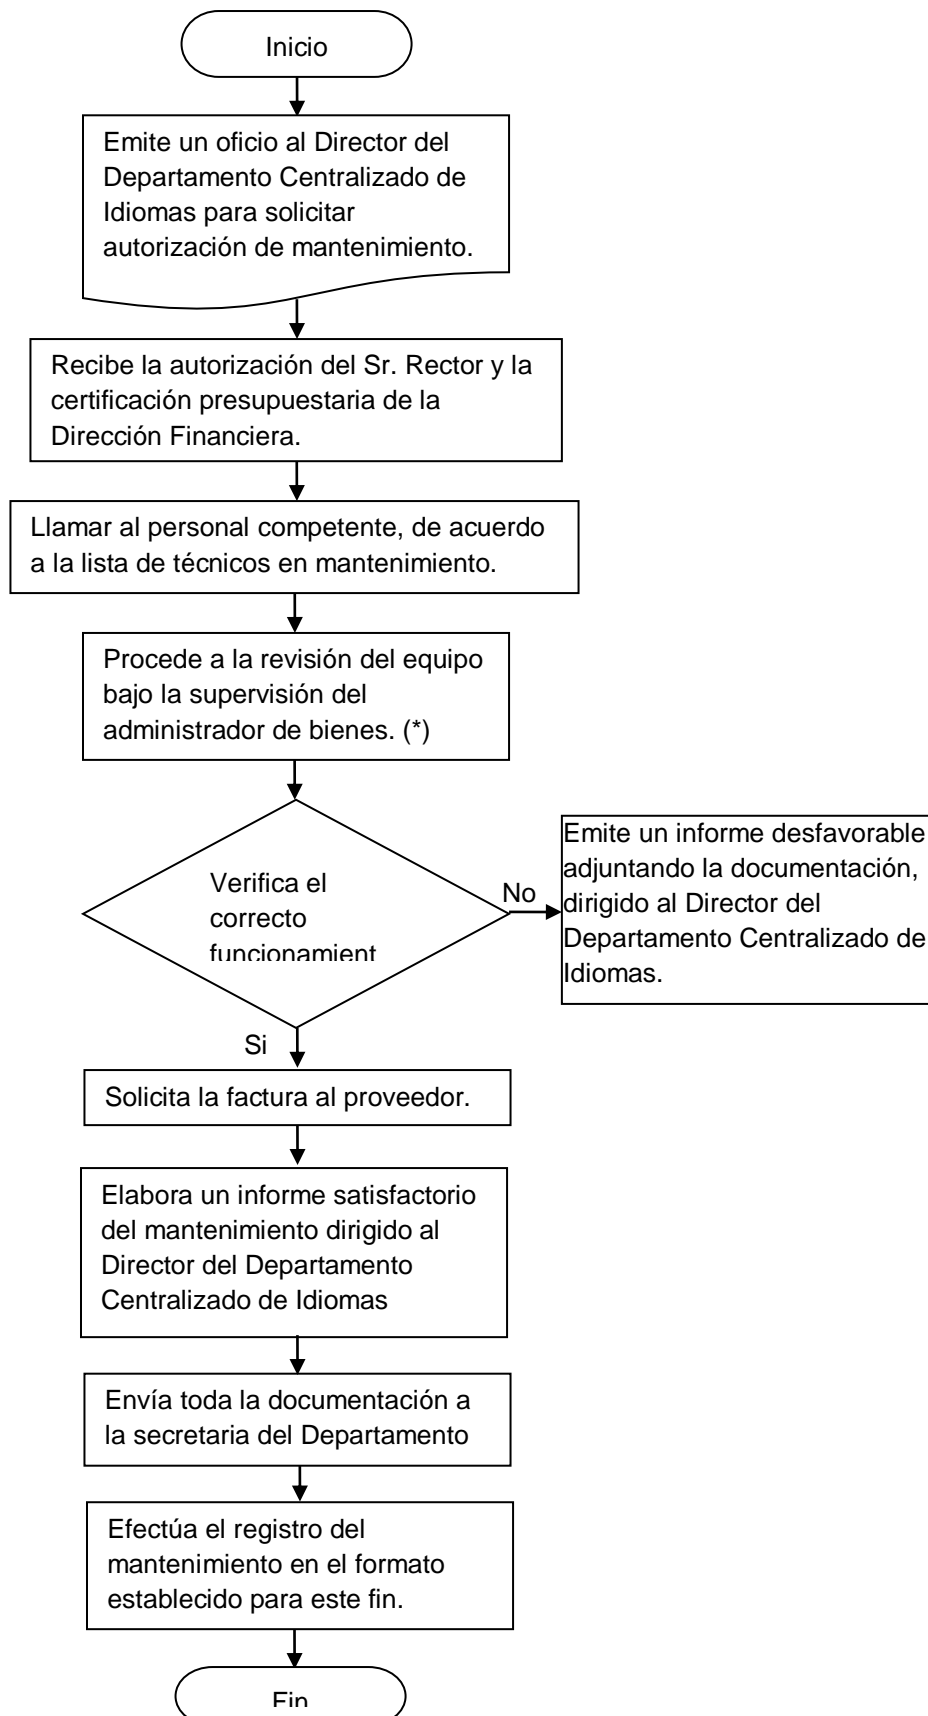 Inicio
Emite un oficio al Director del
Departamento Centralizado de
Idiomas para solicitar
autorización de mantenimiento.
Recibe la autorización del Sr. Rector y la
certificación presupuestaria de la
Dirección Financiera.
Llamar al personal competente, de acuerdo
a la lista de técnicos en mantenimiento.
Procede a la revisión del equipo
bajo la supervisión del
administrador de bienes. (*)
Verifica el
correcto
funcionamient
No
Emite un informe desfavorable
adjuntando la documentación,
dirigido al Director del
Departamento Centralizado de
Idiomas.
Si
Solicita la factura al proveedor.
Elabora un informe satisfactorio
del mantenimiento dirigido al
Director del Departamento
Centralizado de Idiomas
Envía toda la documentación a
la secretaria del Departamento
Efectúa el registro del
mantenimiento en el formato
establecido para este fin.
Fin